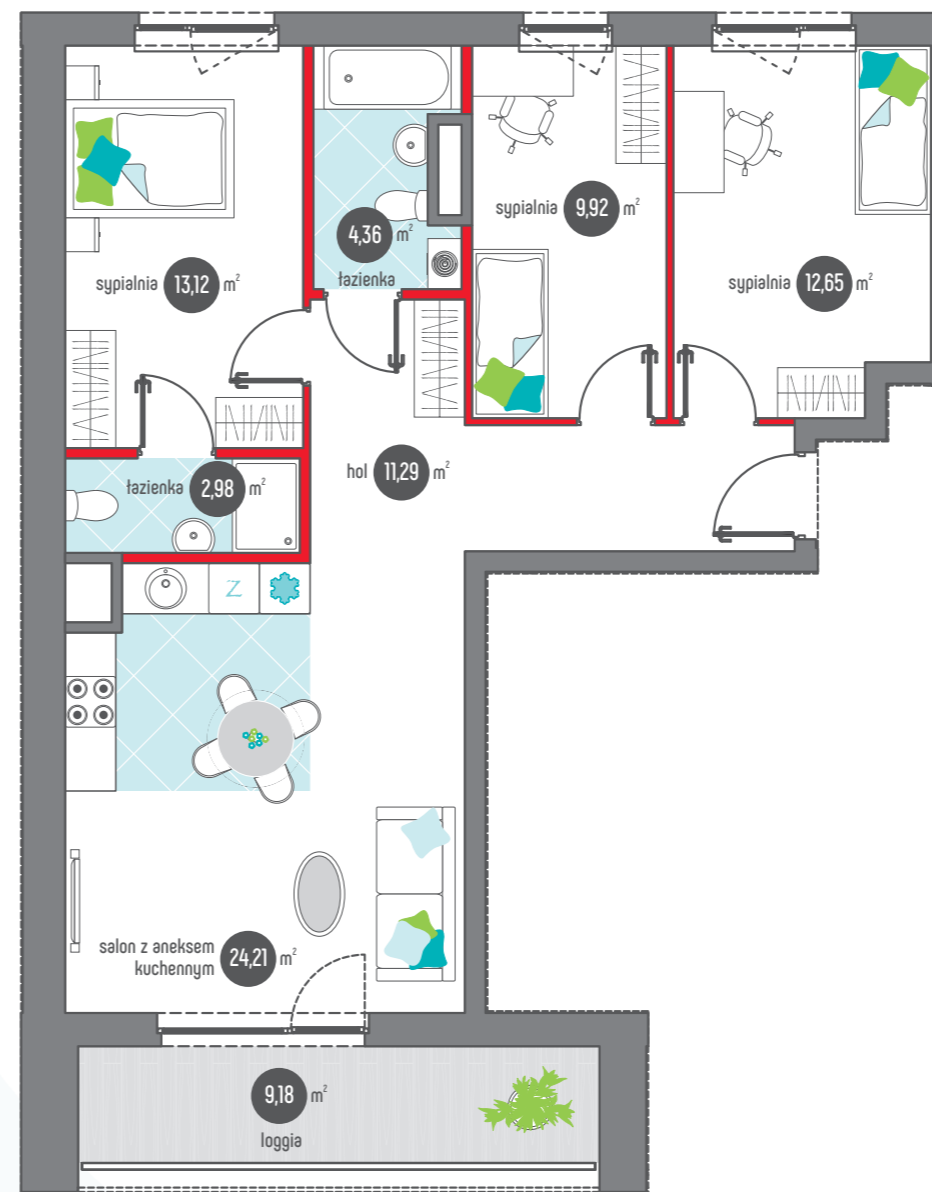 sypialnia 9,92 m²
4,36 m²
łazienka
sypialnia 13,12 m²
sypialnia 12,65 m²
hol 11,29 m²
łazienka 2,98 m²
Z
salon z aneksem
kuchennym 24,21 m²
9,18 m²
loggia